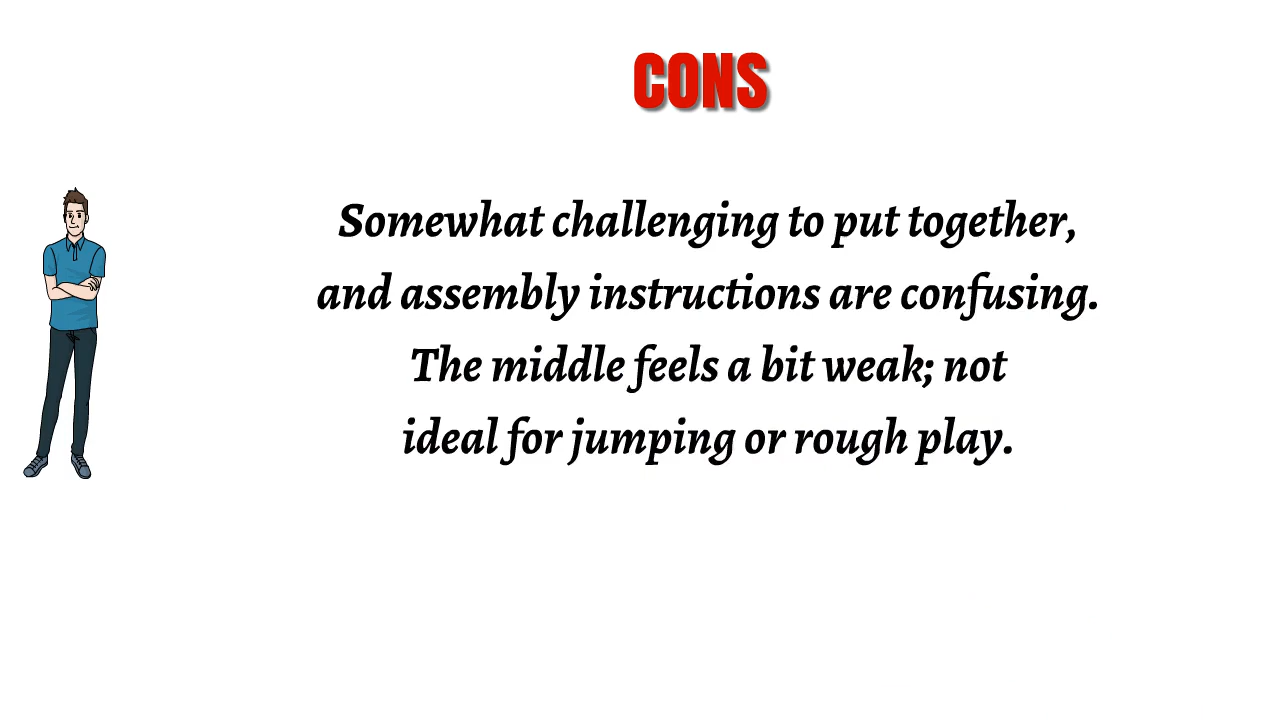 CONS
Somewhat challenging to put together,
and assembly instructions are confusing.
The middle feels a bit weak; not
ideal for jumping or rough play.